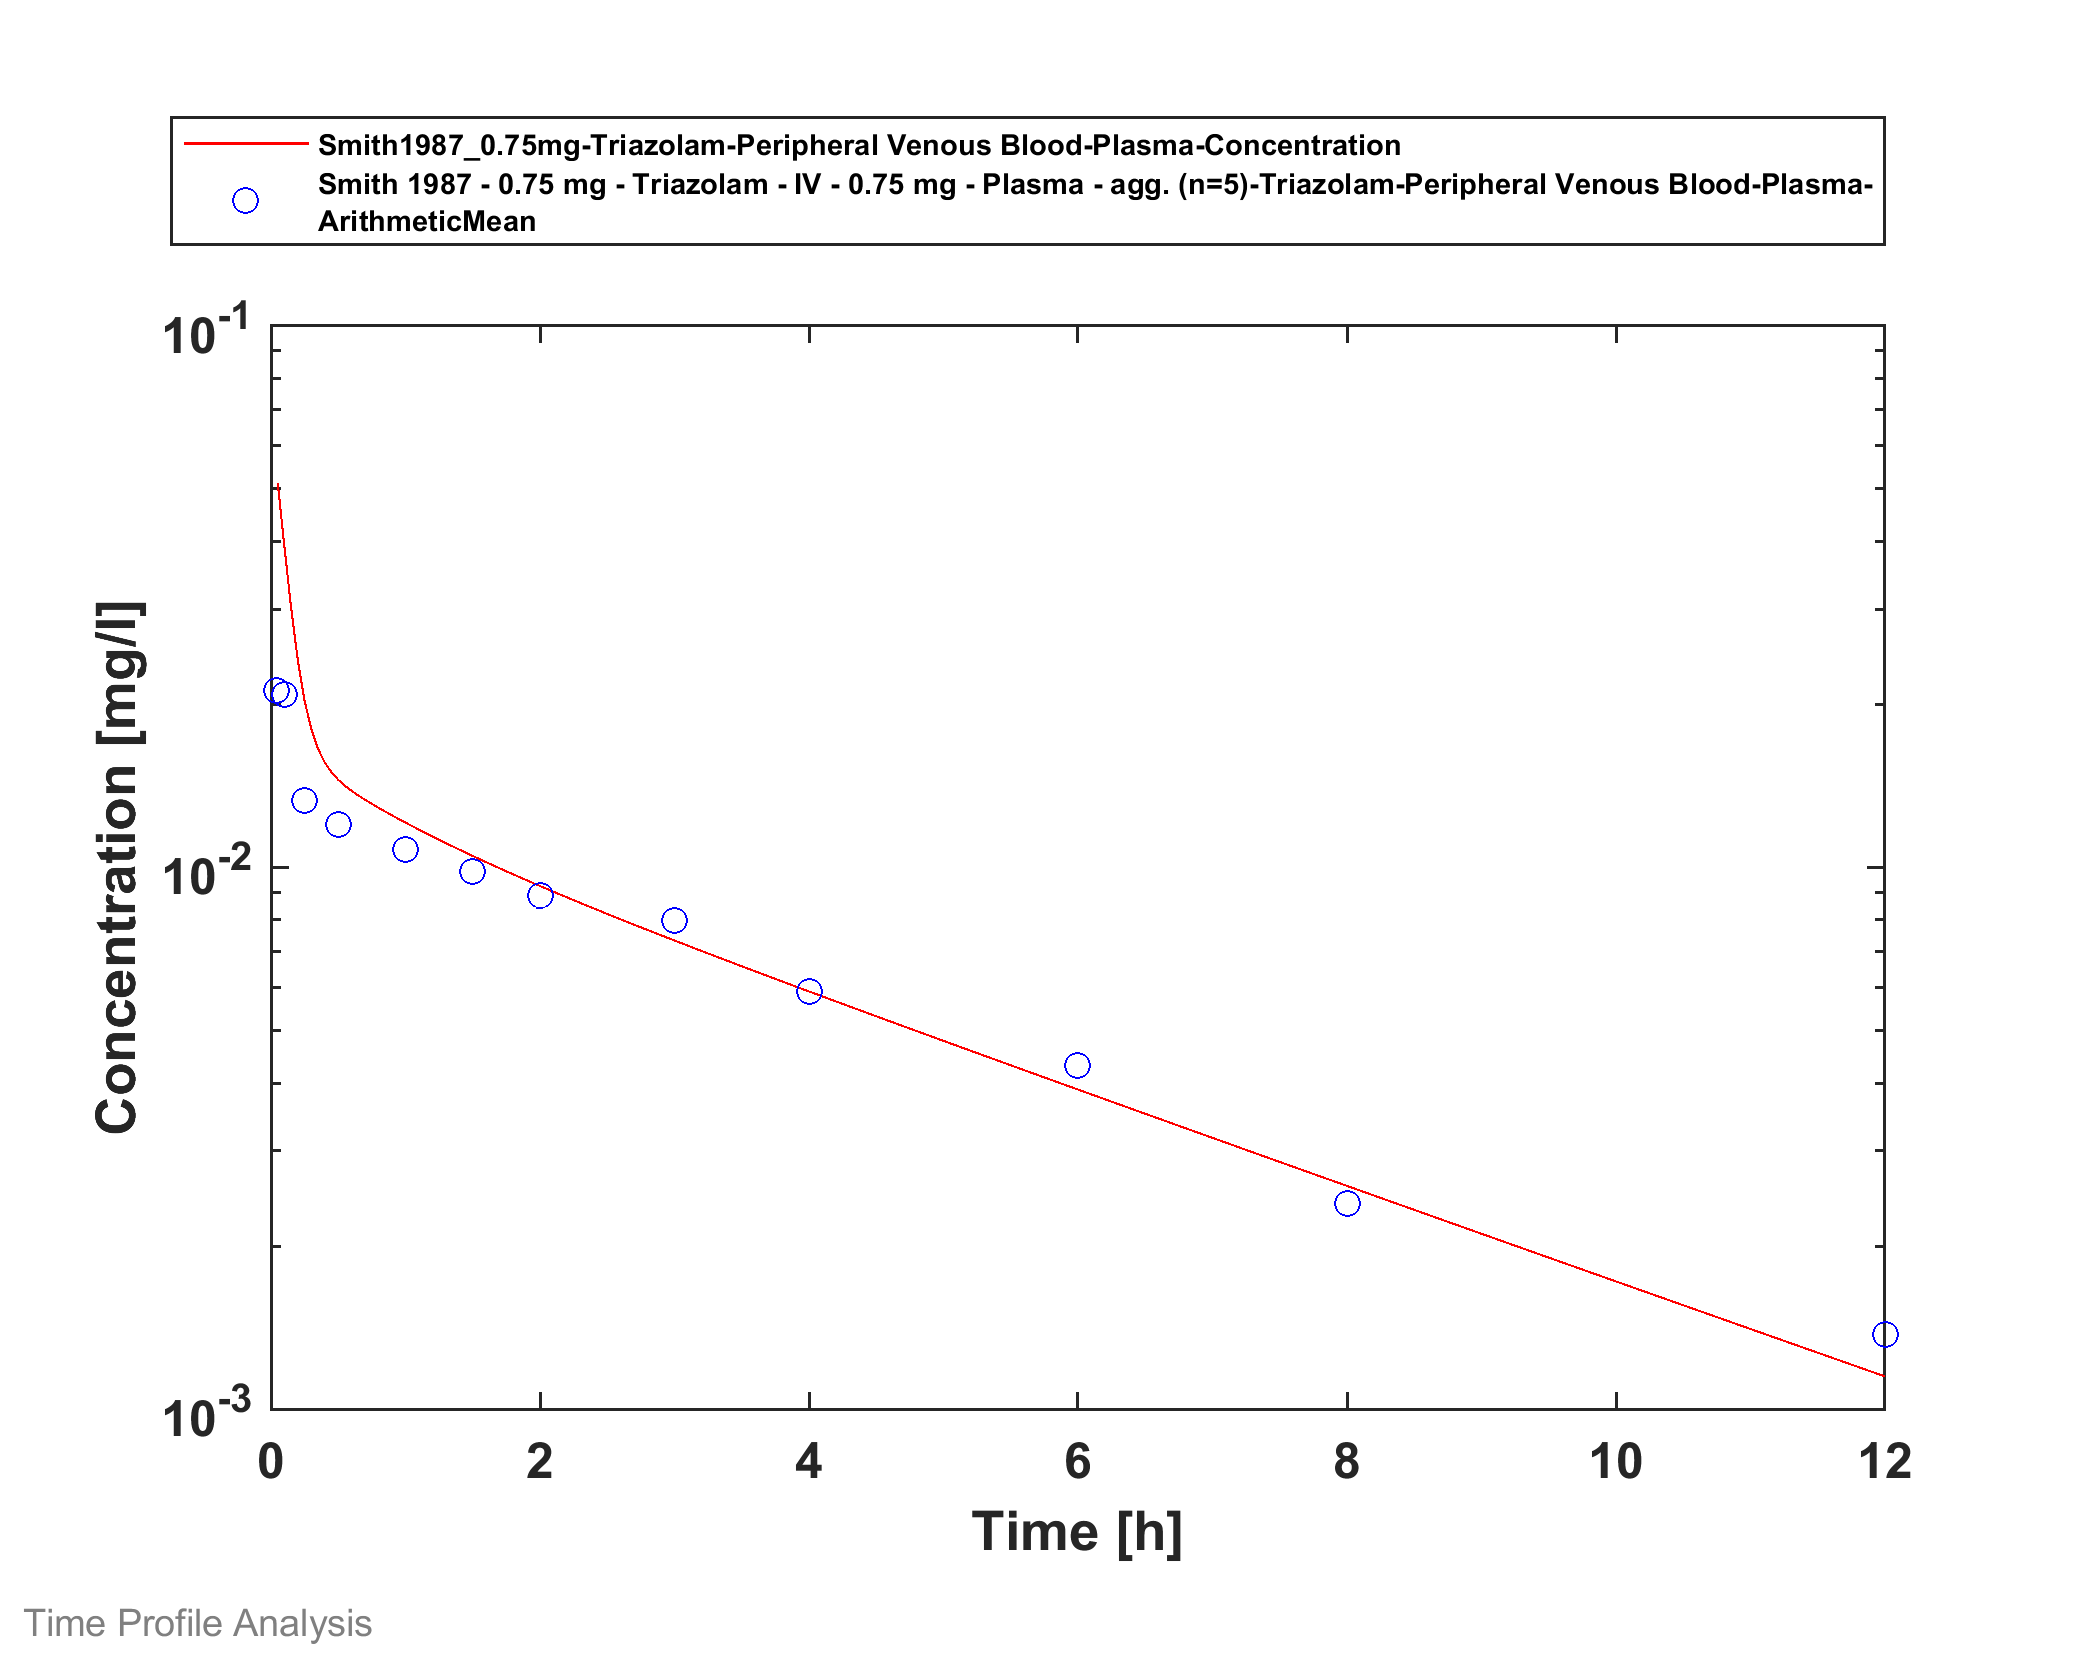 Smith1987_0.75mg-Triazolam-Peripheral Venous Blood-Plasma-Concentration
Smith 1987 - 0.75 mg - Triazolam - IV - 0.75 mg - Plasma - agg. (n=5)-Triazolam-Peripheral Venous Blood-Plasma-
ArithmeticMean
10^-1
10^-2
10^-3
Concentration [mg/l]
0 2 4 6 8 10 12
Time [h]
Time Profile Analysis